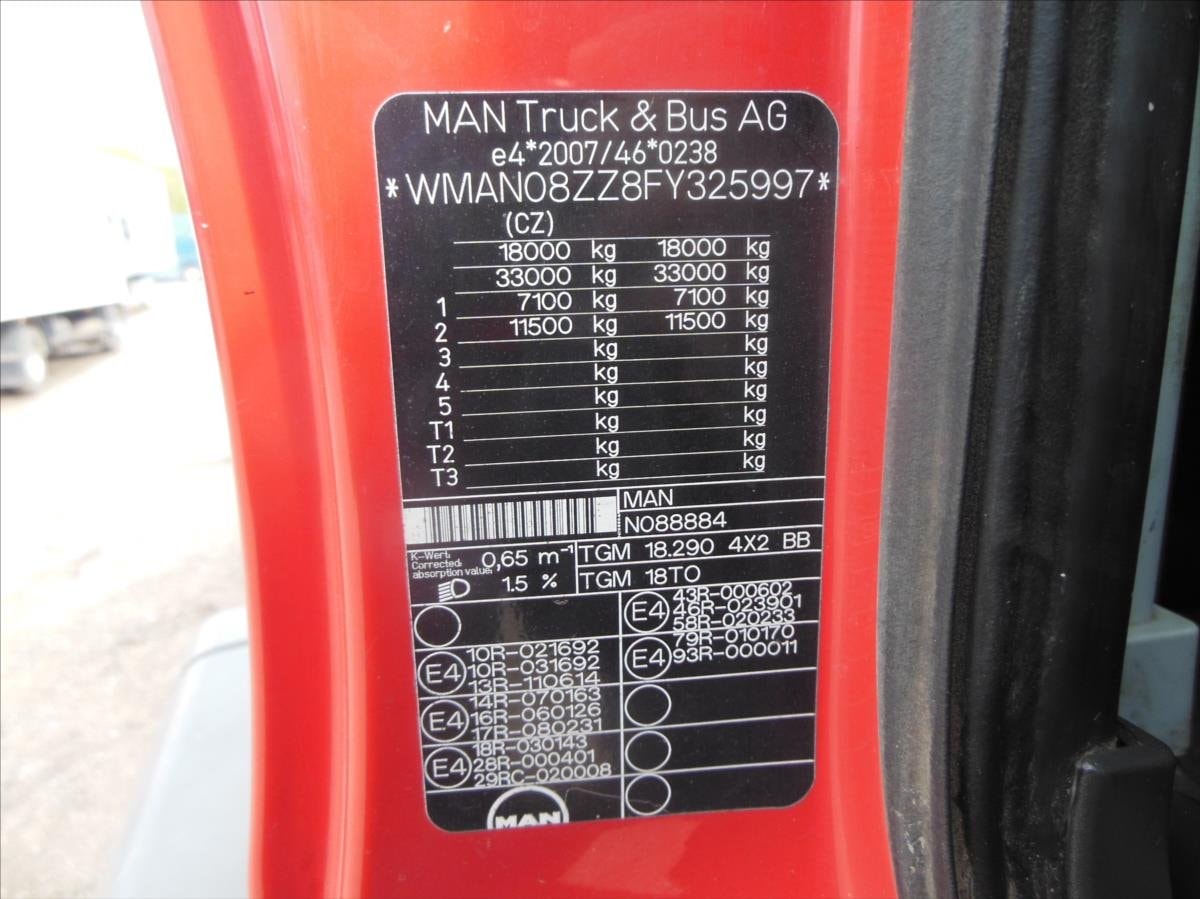 MAN Truck & Bus AG
e4*2007/46*0238
*WMAN08ZZ8FY325997*
(CZ)
18000 kg 18000 kg
33000 kg 33000 kg
1 7100 kg 7100 kg
2 11500 kg 11500 kg
3 kg kg
4 kg kg
5 kg kg
T1 kg kg
T2 kg kg
T3 kg kg
MAN
N088884
K-Wert:
Corrected
absorption value:
0,65 m⁻¹
1.5 %
TGM 18.290 4X2 BB
TGM 18TO
E4
43R-000602
46R-023901
58R-020233
E4
79R-010170
93R-000011
E4
10R-021692
10R-031692
13R-110614
E4
14R-070163
16R-060126
17R-080231
E4
18R-030143
28R-000401
29RC-020008
MAN